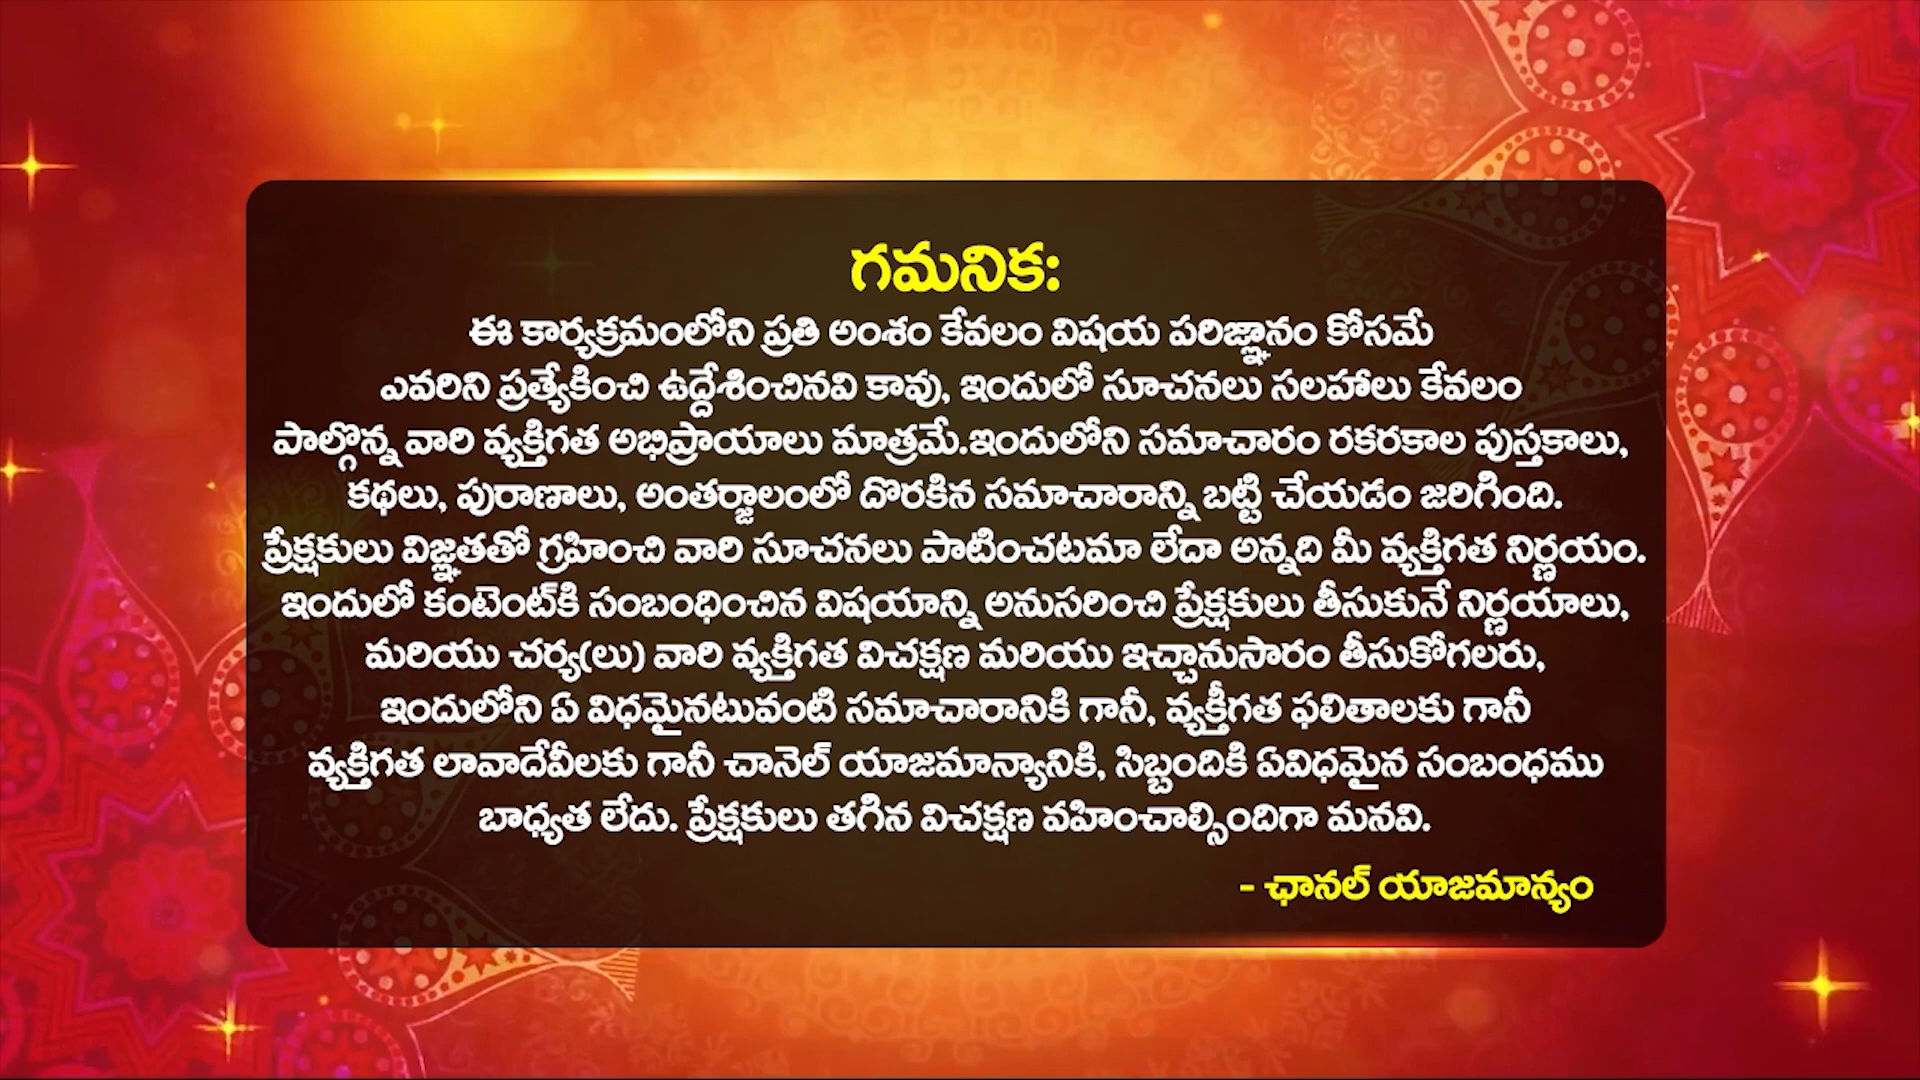 గమనిక:
ఈ కార్యక్రమంలోని ప్రతి అంశం కేవలం విషయ పరిజ్ఞానం కోసమే
ఎవరిని ప్రత్యేకించి ఉద్దేశించినవి కావు, ఇందులో సూచనలు సలహాలు కేవలం
పాల్గొన్న వారి వ్యక్తిగత అభిప్రాయాలు మాత్రమే.ఇందులోని సమాచారం రకరకాల పుస్తకాలు,
కథలు, పురాణాలు, అంతర్జాలంలో దొరకిన సమాచారాన్ని బట్టి చేయడం జరిగింది.
ప్రేక్షకులు విజ్ఞతతో గ్రహించి వారి సూచనలు పాటించటమా లేదా అన్నది మీ వ్యక్తిగత నిర్ణయం.
ఇందులో కంటెంట్‌కి సంబంధించిన విషయాన్ని అనుసరించి ప్రేక్షకులు తీసుకునే నిర్ణయాలు,
మరియు చర్య(లు) వారి వ్యక్తిగత విచక్షణ మరియు ఇచ్చానుసారం తీసుకోగలరు,
ఇందులోని ఏ విధమైనటువంటి సమాచారానికి గానీ, వ్యక్తీగత ఫలితాలకు గానీ
వ్యక్తిగత లావాదేవీలకు గానీ చానెల్ యాజమాన్యానికి, సిబ్బందికి ఏవిధమైన సంబంధము
బాధ్యత లేదు. ప్రేక్షకులు తగిన విచక్షణ వహించాల్సిందిగా మనవి.
- ఛానల్ యాజమాన్యం